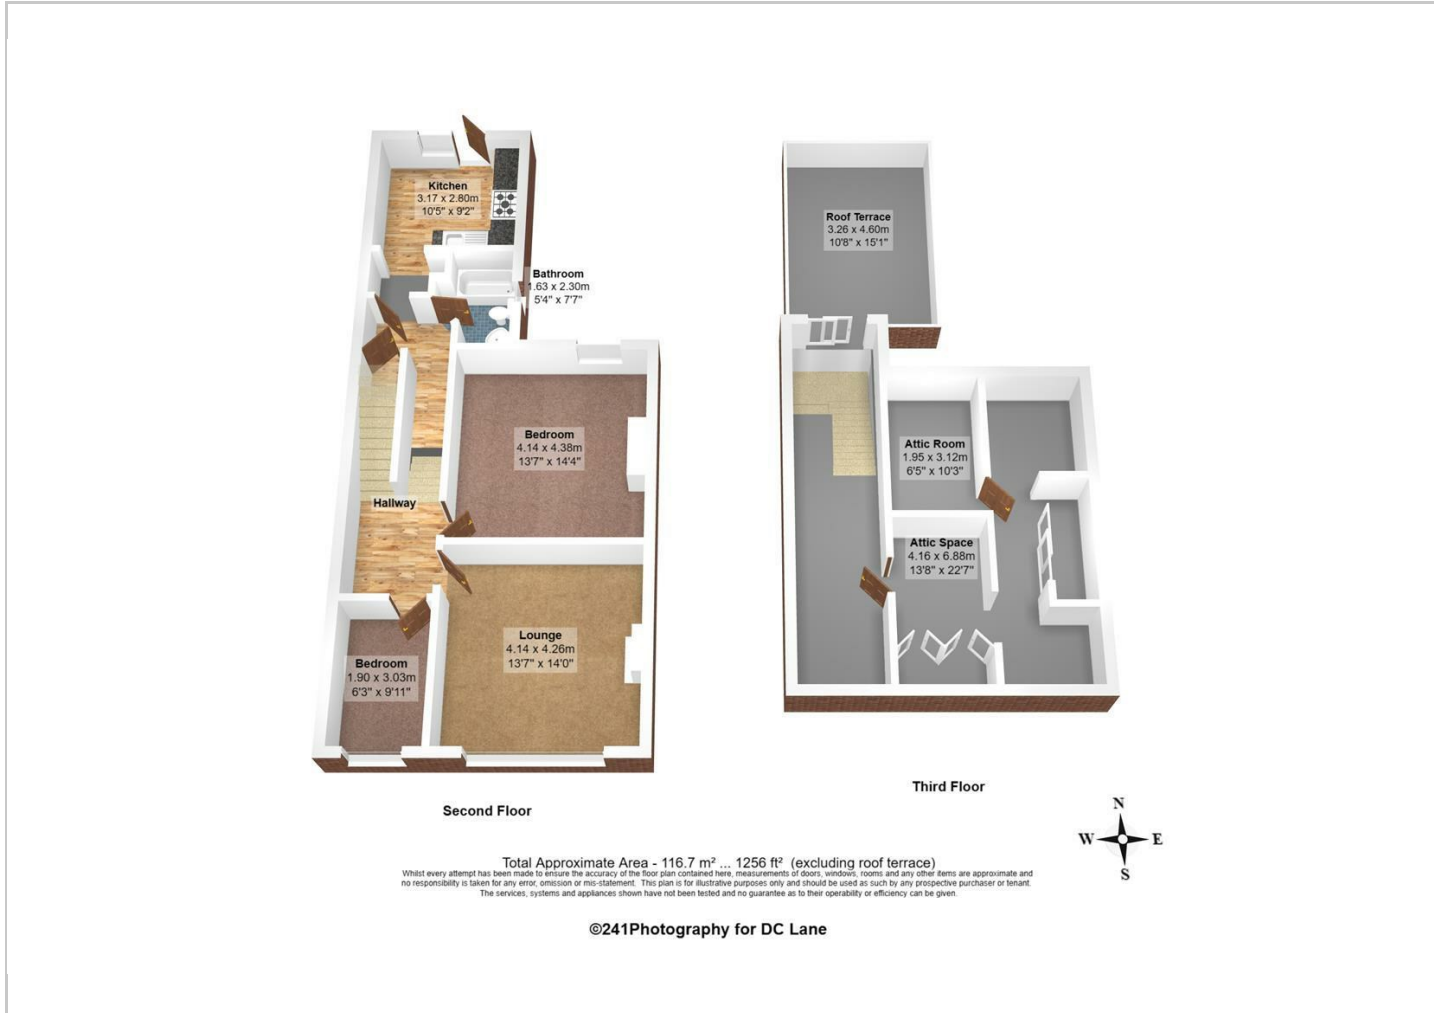 Kitchen
3.17 x 2.80m
10'5" x 9'2"
Bathroom
1.63 x 2.30m
5'4" x 7'7"
Bedroom
4.14 x 4.38m
13'7" x 14'4"
Hallway
Lounge
4.14 x 4.26m
13'7" x 14'0"
Bedroom
1.90 x 3.03m
6'3" x 9'11"
Second Floor
Roof Terrace
3.26 x 4.60m
10'8" x 15'1"
Attic Room
1.95 x 3.12m
6'5" x 10'3"
Attic Space
4.16 x 6.88m
13'8" x 22'7"
Third Floor
N
W E
S
Total Approximate Area - 116.7 m² ... 1256 ft² (excluding roof terrace)
Whilst every attempt has been made to ensure the accuracy of the floor plan contained here, measurements of doors, windows, rooms and any other items are approximate and
no responsibility is taken for any error, omission or mis-statement. This plan is for illustrative purposes only and should be used as such by any prospective purchaser or tenant.
The services, systems and appliances shown have not been tested and no guarantee as to their operability or efficiency can be given.
©241Photography for DC Lane